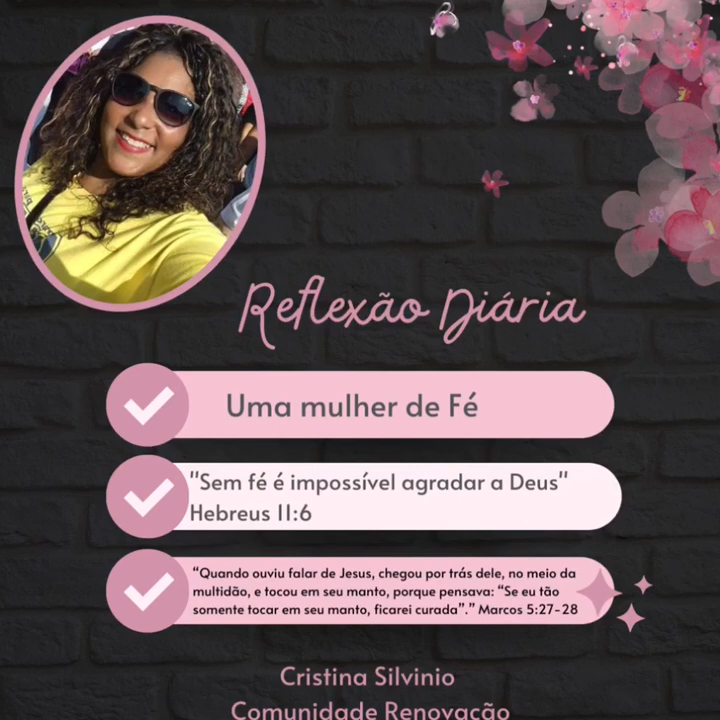 Reflexão Diária
Uma mulher de Fé
"Sem fé é impossível agradar a Deus"
Hebreus 11:6
“Quando ouviu falar de Jesus, chegou por trás dele, no meio da
multidão, e tocou em seu manto, porque pensava: “Se eu tão
somente tocar em seu manto, ficarei curada”.” Marcos 5:27-28
Cristina Silvinio
Comunidade Renovação